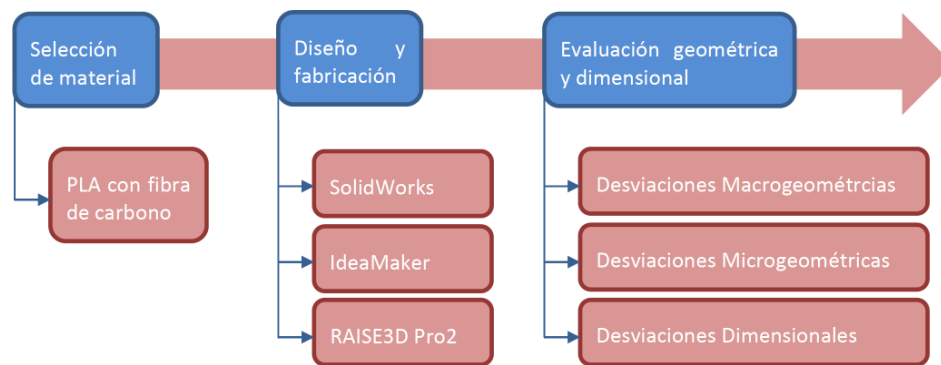 Selección
de material
Diseño y
fabricación
Evaluación geométrica
y dimensional
PLA con fibra
de carbono
SolidWorks
IdeaMaker
RAISE3D Pro2
Desviaciones Macrogeométrcias
Desviaciones Microgeométricas
Desviaciones Dimensionales